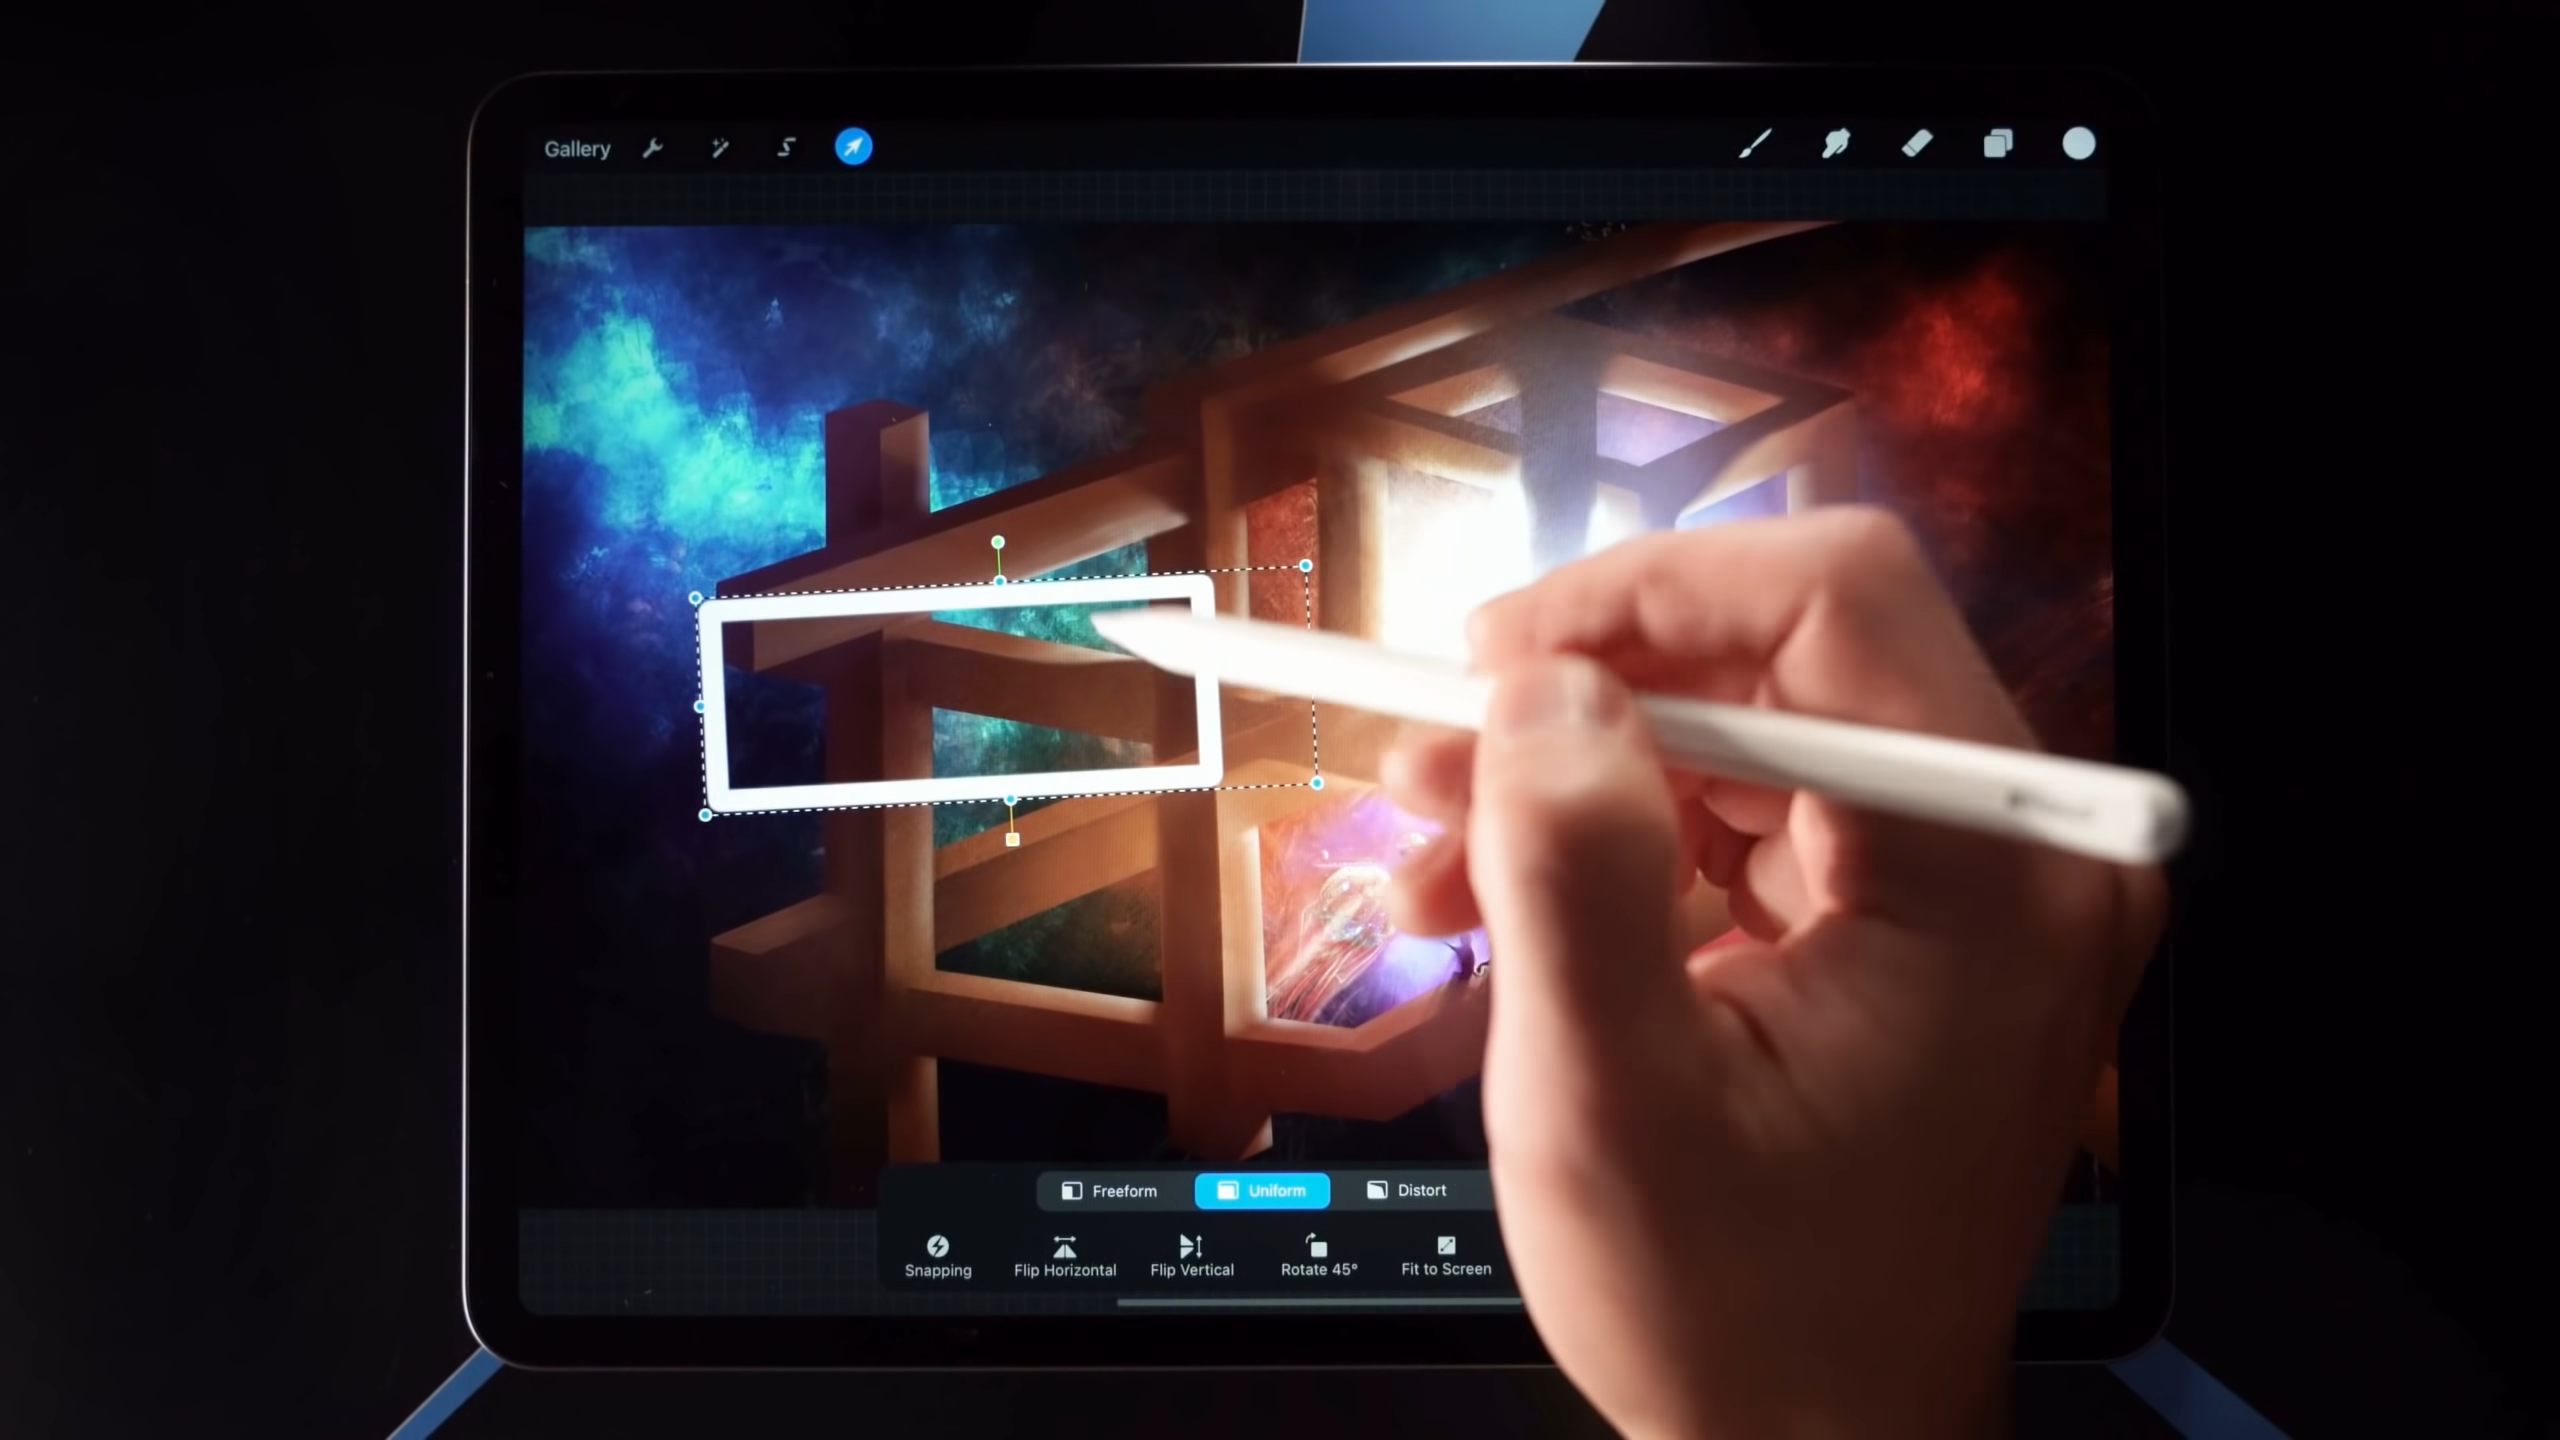 Gallery
Freeform Uniform Distort
Snapping Flip Horizontal Flip Vertical Rotate 45° Fit to Screen